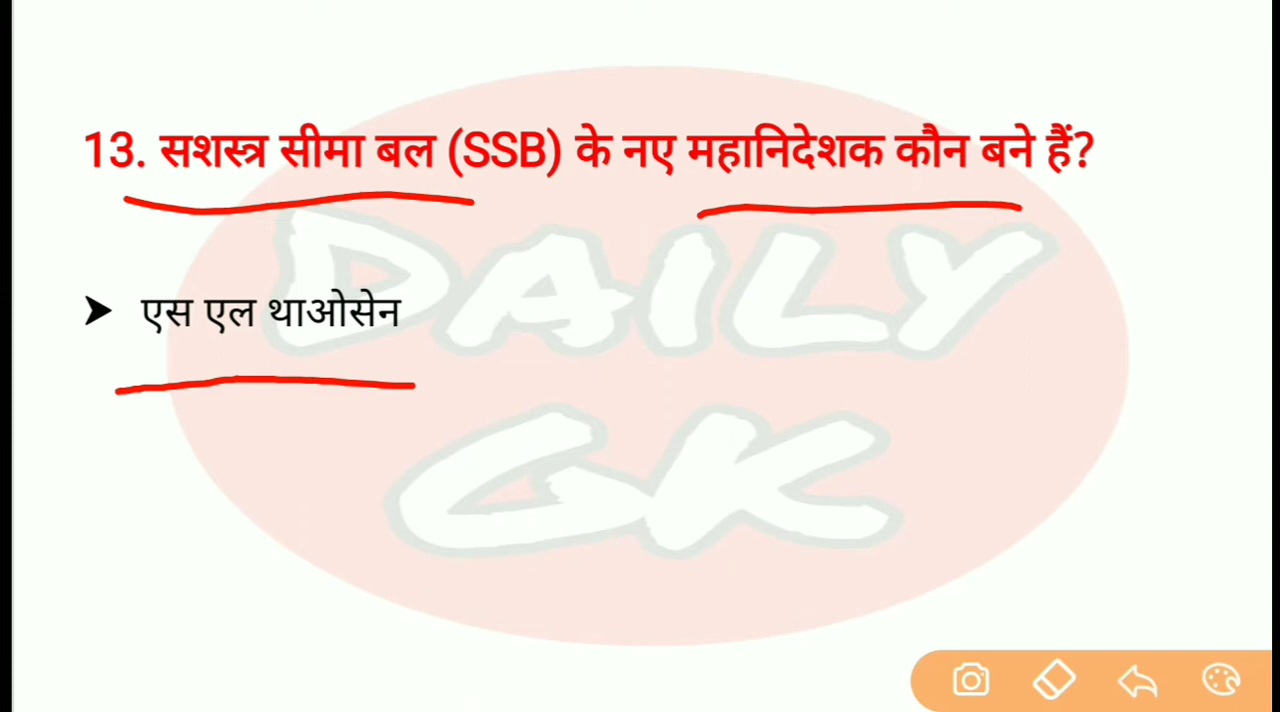 13. सशस्त्र सीमा बल (SSB) के नए महानिदेशक कौन बने हैं?
➤ एस एल थाओसेन
DAILY
GK